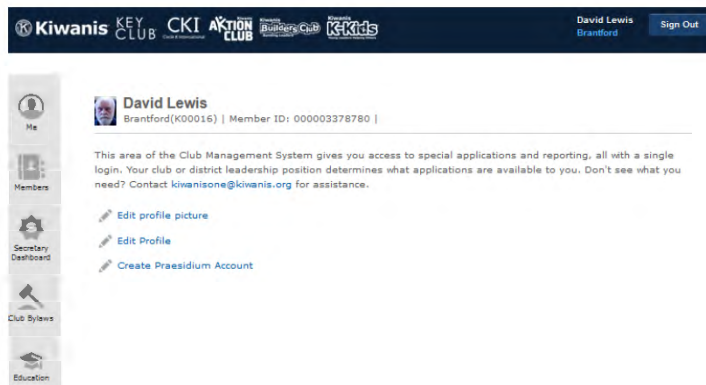 Kiwanis KEY CLUB CKI AKTION CLUB Kiwanis Builders Club Kiwanis K-Kids
David Lewis
Brantford
Sign Out
David Lewis
Brantford(K00016) | Member ID: 000003378780 |
This area of the Club Management System gives you access to special applications and reporting, all with a single
login. Your club or district leadership position determines what applications are available to you. Don't see what you
need? Contact kiwanisone@kiwanis.org for assistance.
Edit profile picture
Edit Profile
Create Praesidium Account
Me
Members
Secretary
Dashboard
Club Bylaws
Education